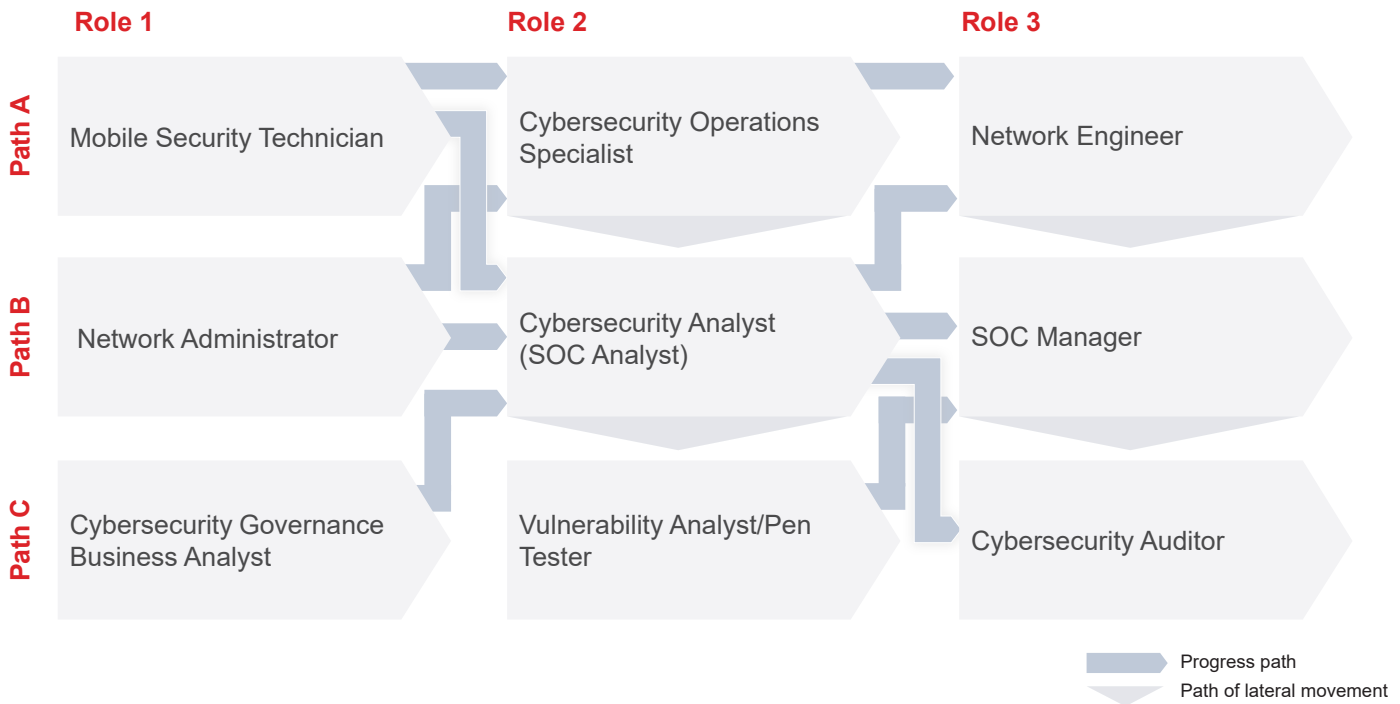 Role 1
Role 2
Role 3
Path A
Mobile Security Technician
Cybersecurity Operations
Specialist
Network Engineer
Path B
Network Administrator
Cybersecurity Analyst
(SOC Analyst)
SOC Manager
Path C
Cybersecurity Governance
Business Analyst
Vulnerability Analyst/Pen
Tester
Cybersecurity Auditor
Progress path
Path of lateral movement